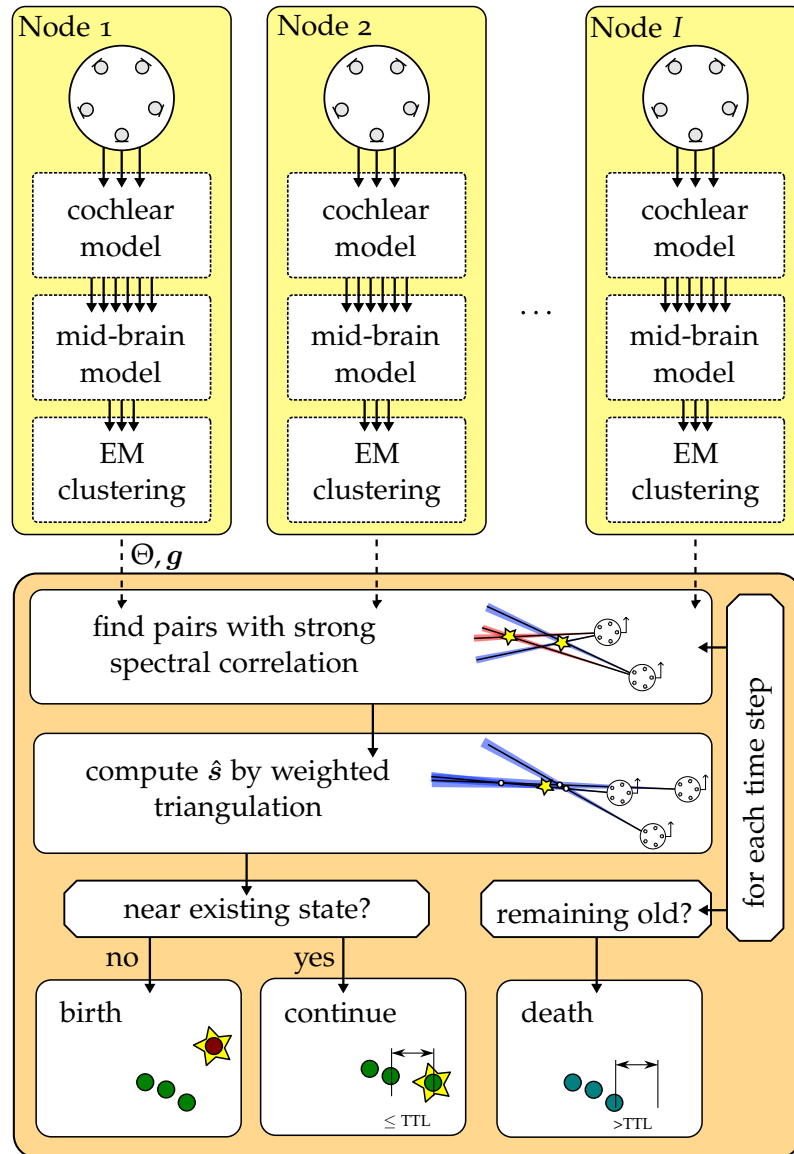 Node 1
Node 2
Node I
cochlear
model
cochlear
model
cochlear
model
mid-brain
model
mid-brain
model
...
mid-brain
model
EM
clustering
EM
clustering
EM
clustering
Θ, g
find pairs with strong
spectral correlation
compute ŝ by weighted
triangulation
for each time step
near existing state?
remaining old?
no
yes
birth
continue
≤ TTL
death
>TTL